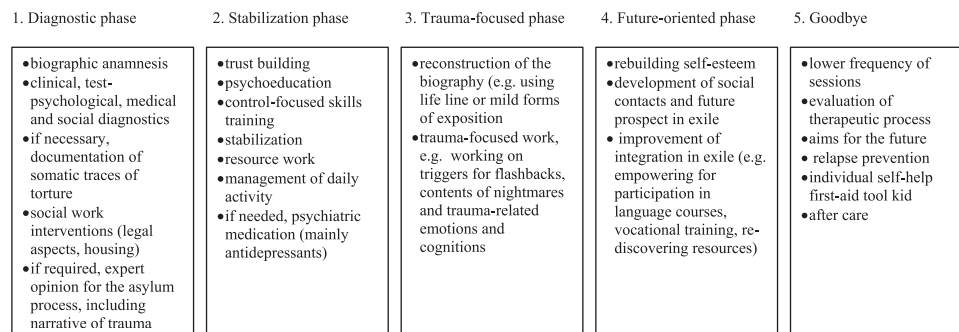 1. Diagnostic phase
•biographic anamnesis
•clinical, test-
psychological, medical
and social diagnostics
•if necessary,
documentation of
somatic traces of
torture
•social work
interventions (legal
aspects, housing)
•if required, expert
opinion for the asylum
process, including
narrative of trauma
2. Stabilization phase
•trust building
•psychoeducation
•control-focused skills
training
•stabilization
•resource work
•management of daily
activity
•if needed, psychiatric
medication (mainly
antidepressants)
3. Trauma-focused phase
•reconstruction of the
biography (e.g. using
life line or mild forms
of exposition
•trauma-focused work,
e.g. working on
triggers for flashbacks,
contents of nightmares
and trauma-related
emotions and
cognitions
4. Future-oriented phase
•rebuilding self-esteem
•development of social
contacts and future
prospect in exile
• improvement of
integration in exile (e.g.
empowering for
participation in
language courses,
vocational training, re-
discovering resources)
5. Goodbye
•lower frequency of
sessions
•evaluation of
therapeutic process
•aims for the future
• relapse prevention
•individual self-help
first-aid tool kid
•after care